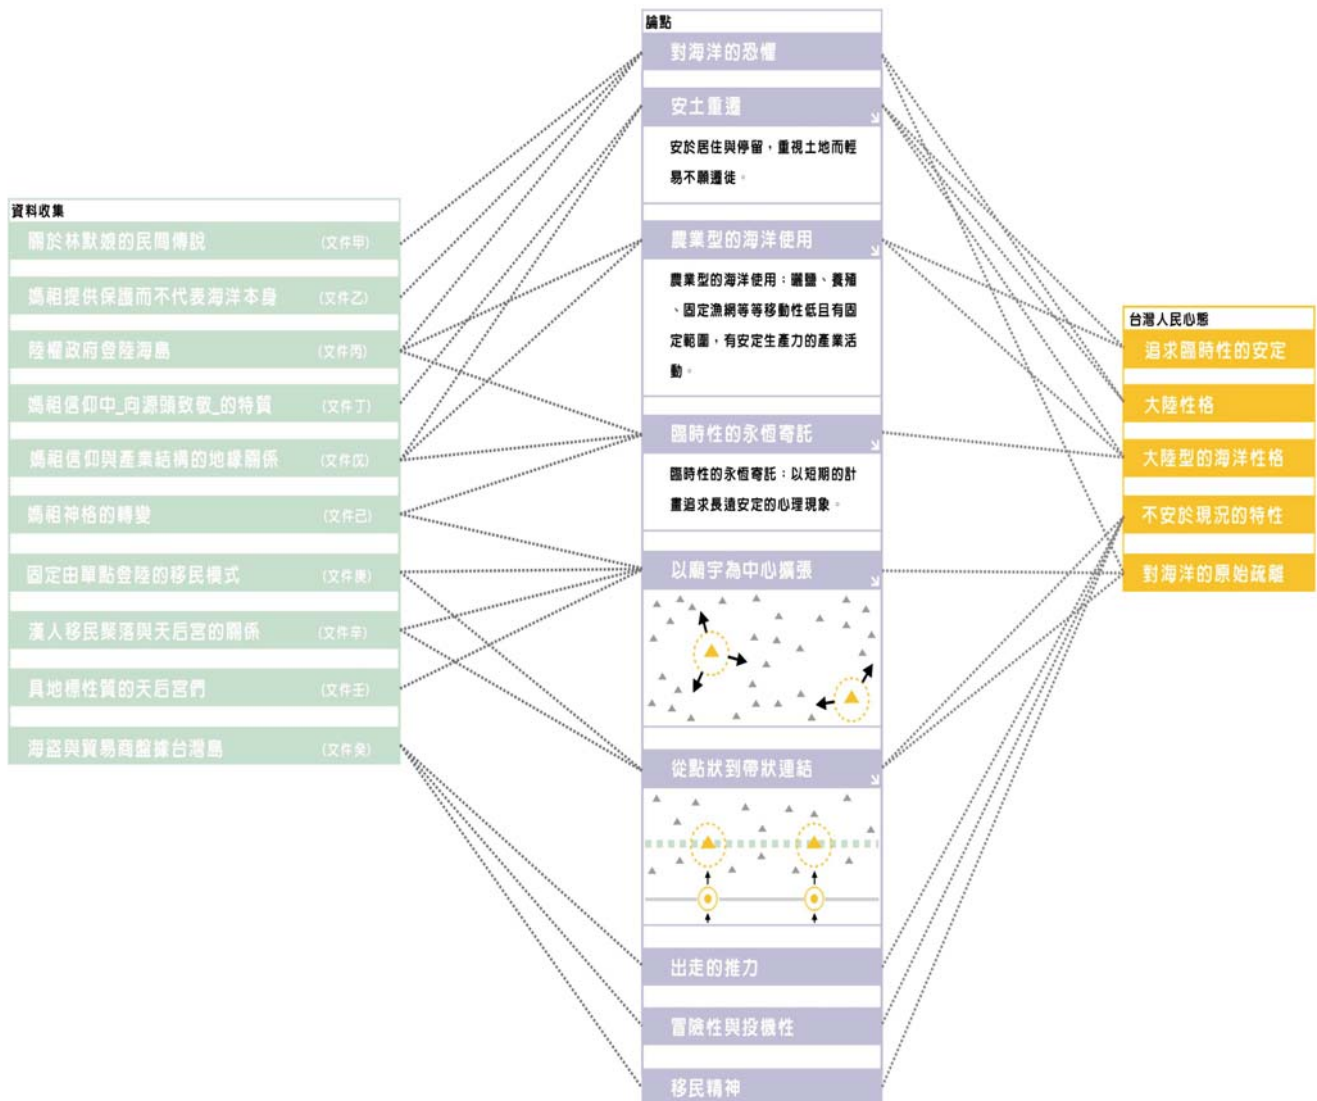 資料收集
關於林默娘的民間傳說 (文件甲)
媽祖提供保護而不代表海洋本身 (文件乙)
陸權政府登陸海島 (文件丙)
媽祖信仰中_向源頭致敬_的特質 (文件丁)
媽祖信仰與產業結構的地緣關係 (文件戊)
媽祖神格的轉變 (文件己)
固定由單點登陸的移民模式 (文件庚)
漢人移民聚落與天后宮的關係 (文件辛)
具地標性質的天后宮們 (文件壬)
海盜與貿易商盤據台灣島 (文件癸)
論點
對海洋的恐懼
安土重遷
安於居住與停留，重視土地而輕
易不願遷徙。
農業型的海洋使用
農業型的海洋使用：曬鹽、養殖
、固定漁網等等移動性低且有固
定範圍，有安定生產力的產業活
動。
臨時性的永恆寄託
臨時性的永恆寄託：以短期的計
畫追求長遠安定的心理現象。
以廟宇為中心擴張
從點狀到帶狀連結
出走的推力
冒險性與投機性
移民精神
台灣人民心態
追求臨時性的安定
大陸性格
大陸型的海洋性格
不安於現況的特性
對海洋的原始疏離